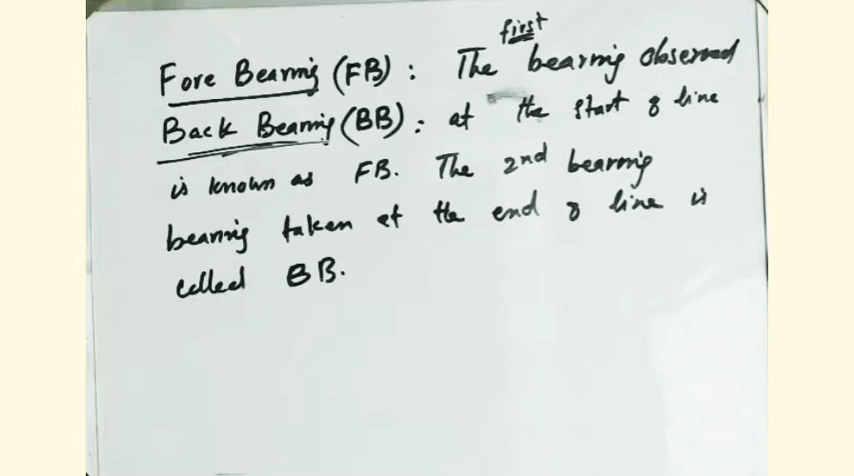 first
Fore Bearing (FB) : The bearing observed
Back Bearing (BB) : at the start of line
is known as FB. The 2nd bearing
bearing taken at the end of line is
called BB.